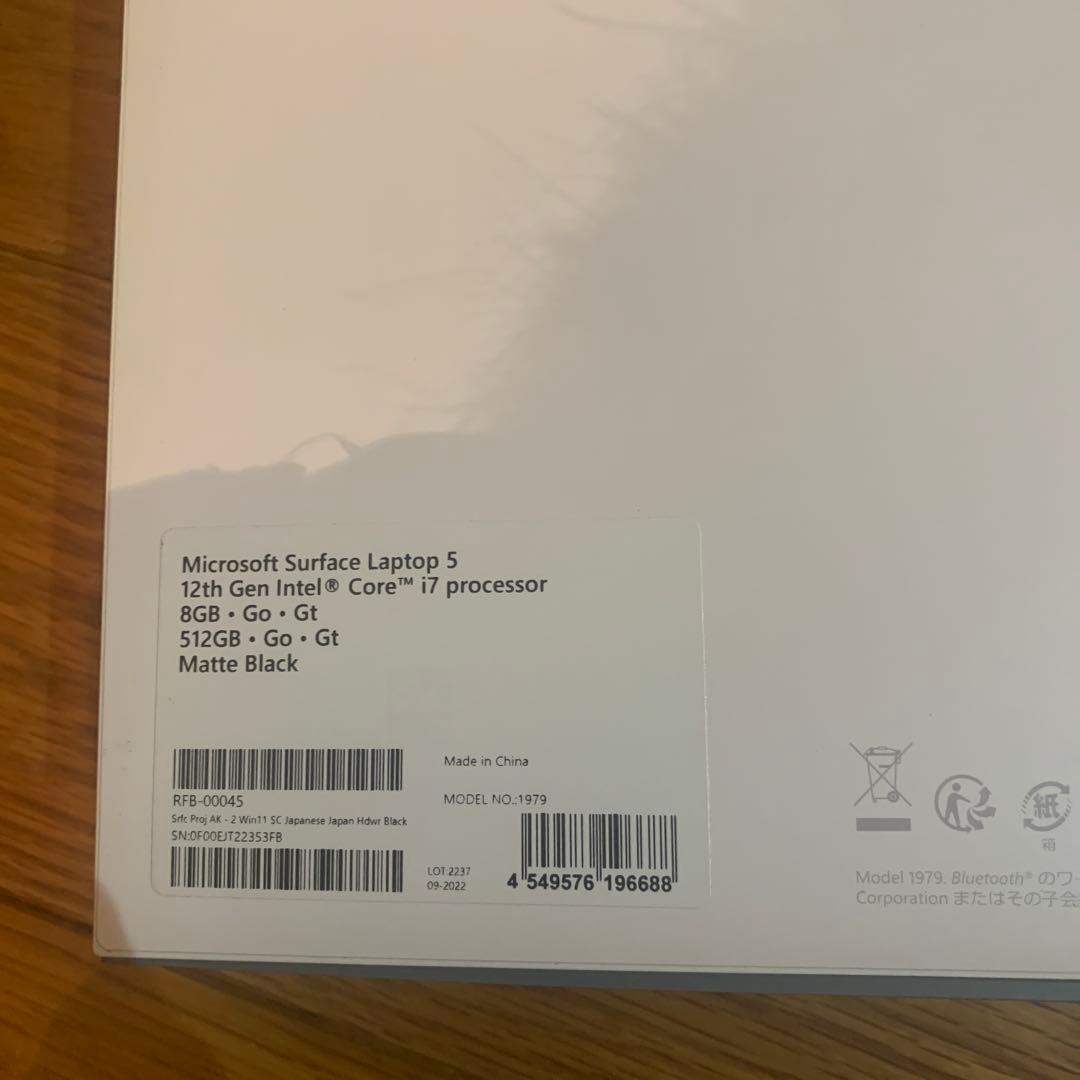 Microsoft Surface Laptop 5
12th Gen Intel® Core™ i7 processor
8GB • Go • Gt
512GB • Go • Gt
Matte Black
Made in China
RFB-00045
MODEL NO.:1979
Srfc Proj AK - 2 Win11 SC Japanese Japan Hdwr Black
SN:0F00EJT22353FB
LOT:2237
09-2022
4 549576 196688
紙
箱
Model 1979. Bluetooth® のワー
Corporation またはその子会